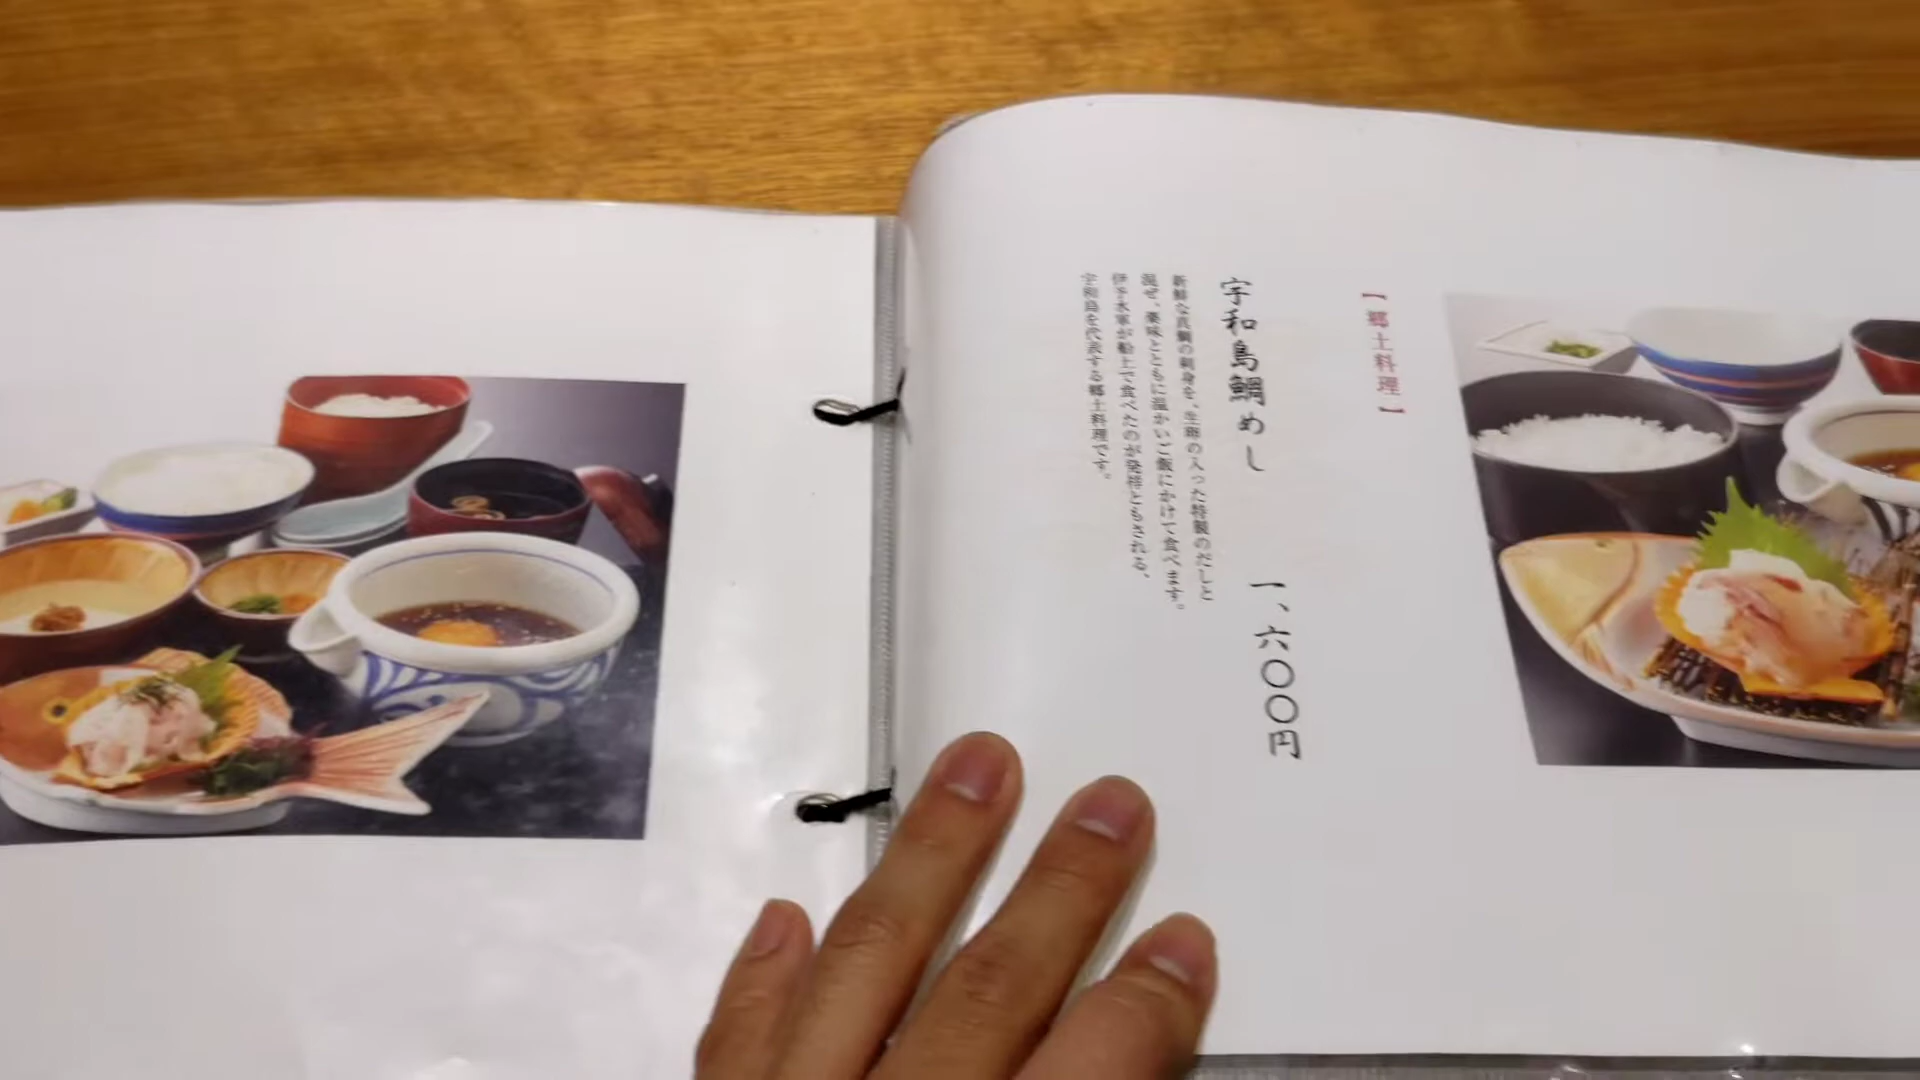 【郷土料理】
宇和島鯛めし 一、六〇〇円
新鮮な真鯛の刺身を、生卵の入った特製のだしと
混ぜ、薬味とともに温かいご飯にかけて食べます。
伊予水軍が船上で食べたのが発祥ともされる、
宇和島を代表する郷土料理です。